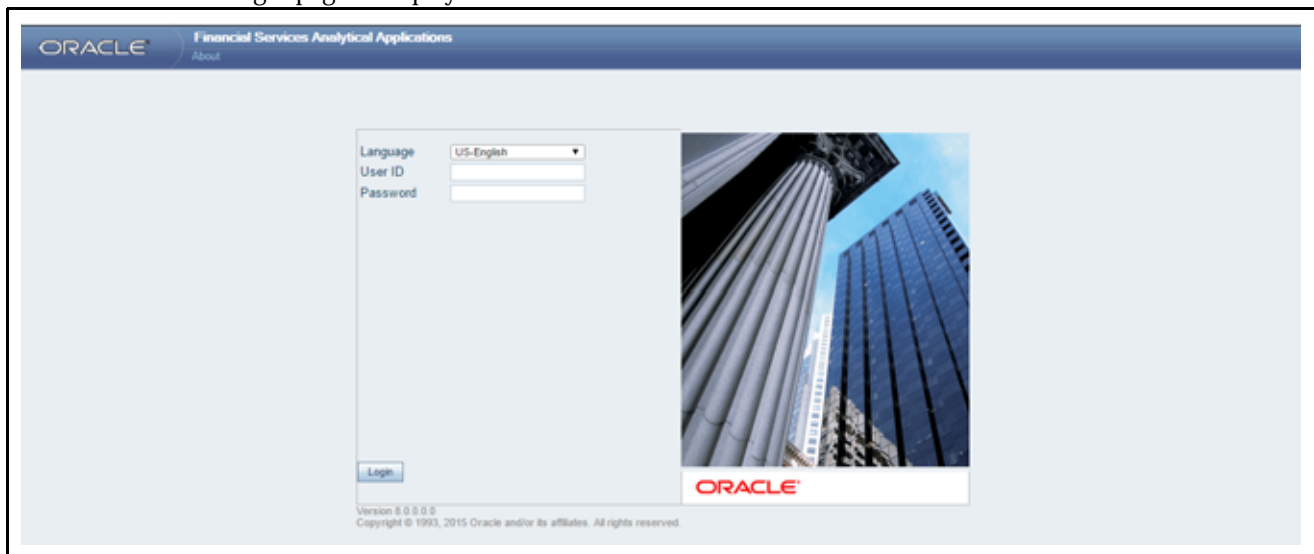 ORACLE
Financial Services Analytical Applications
About
Language US-English
User ID
Password
Login
ORACLE
Version 8.0.0.0.0
Copyright © 1993, 2015 Oracle and/or its affiliates. All rights reserved.